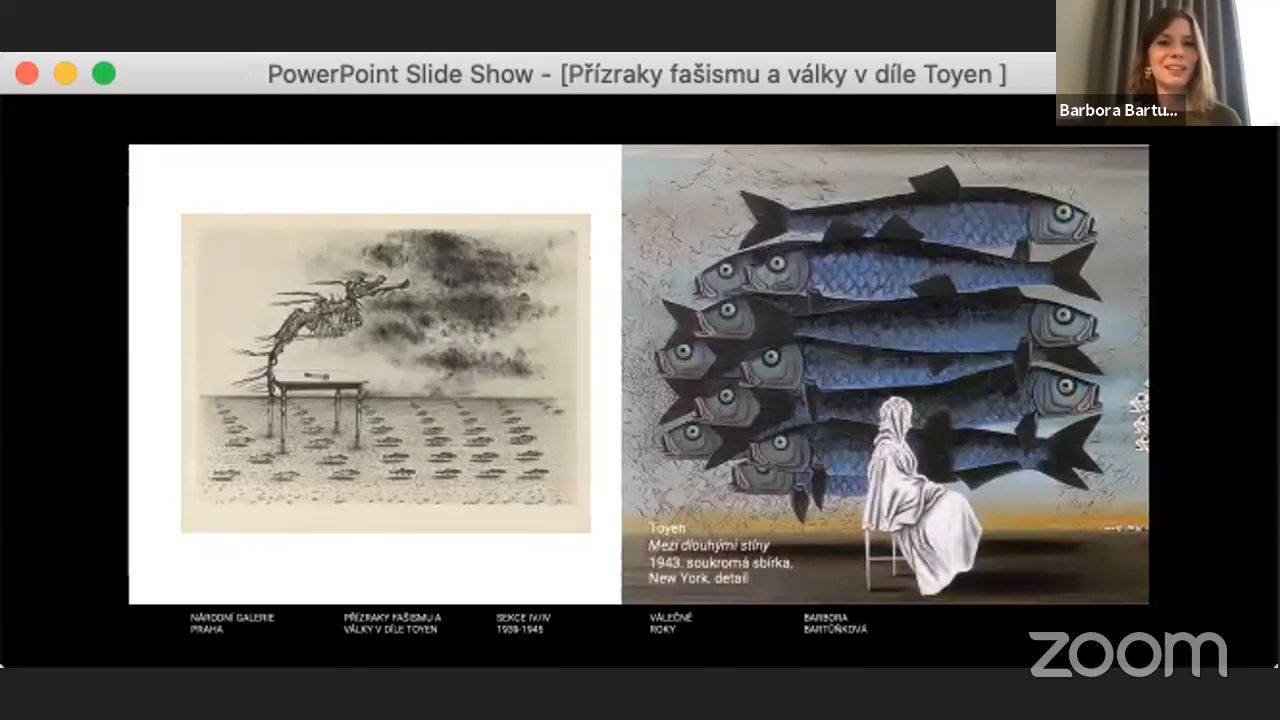 PowerPoint Slide Show - [Přízraky fašismu a války v díle Toyen ]
Barbora Bartu...
Toyen
Mezi dlouhými stíny
1943, soukromá sbírka,
New York, detail
NÁRODNÍ GALERIE
PRAHA
PŘÍZRAKY FAŠISMU A
VÁLKY V DÍLE TOYEN
SEKCE IV/IV
1939-1945
VÁLEČNÉ
ROKY
BARBORA
BARTŮŇKOVÁ
zoom